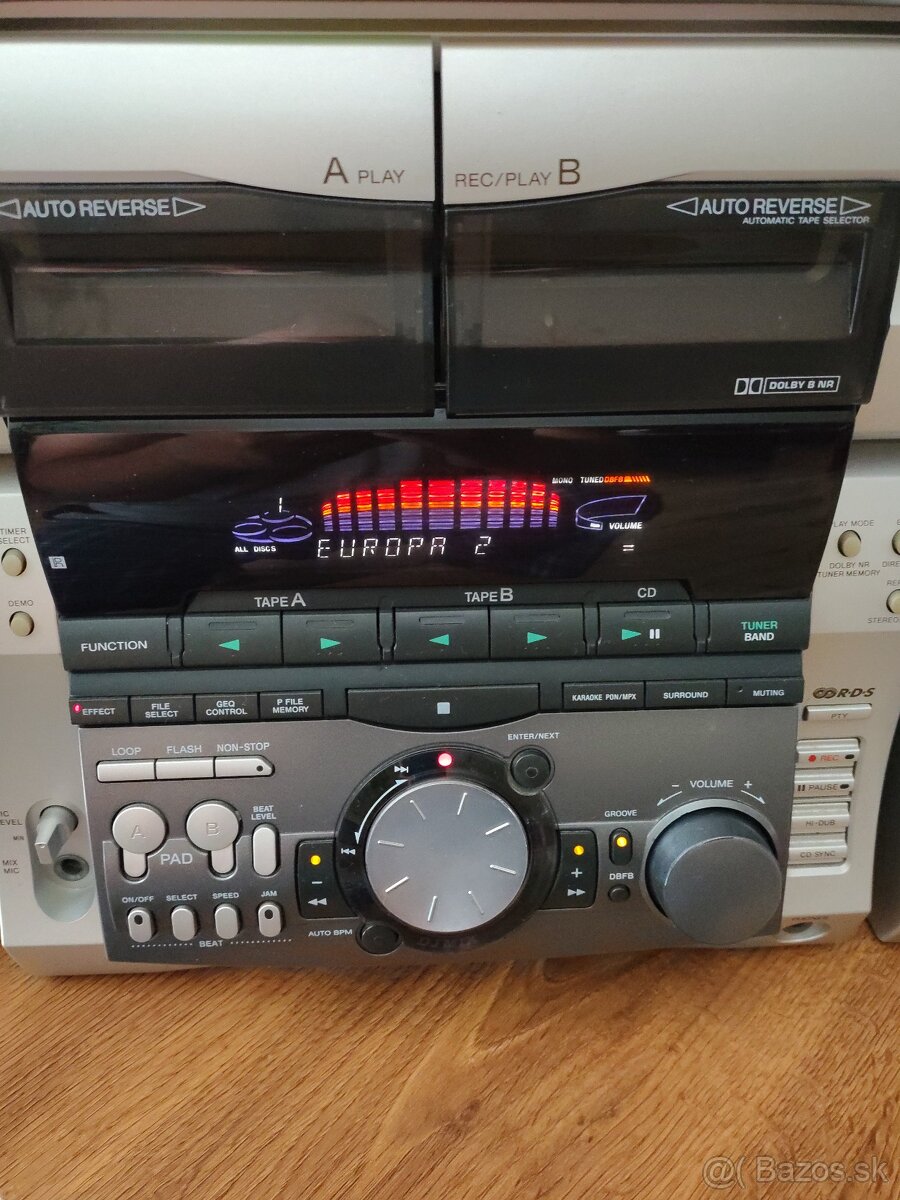 A PLAY
REC/PLAY B
AUTO REVERSE
AUTO REVERSE
AUTOMATIC TAPE SELECTOR
DOLBY B NR
MONO TUNED DBFB
VOLUME
ALL DISCS
1
EUROPA 2
TIMER
SELECT
DEMO
PLAY MODE
DOLBY NR
TUNER MEMORY
TAPE A
TAPE B
CD
FUNCTION
TUNER
BAND
EFFECT
FILE
SELECT
GEQ
CONTROL
P FILE
MEMORY
KARAOKE PON/MPX
SURROUND
MUTING
R·D·S
PTY
LOOP
FLASH
NON-STOP
ENTER/NEXT
REC
PAUSE
HI-DUB
CD SYNC
A
B
PAD
BEAT
LEVEL
GROOVE
DBFB
− VOLUME +
−
+
MIN
MIX
MIC
ON/OFF
SELECT
SPEED
JAM
BEAT
AUTO BPM
@( Bazos.sk